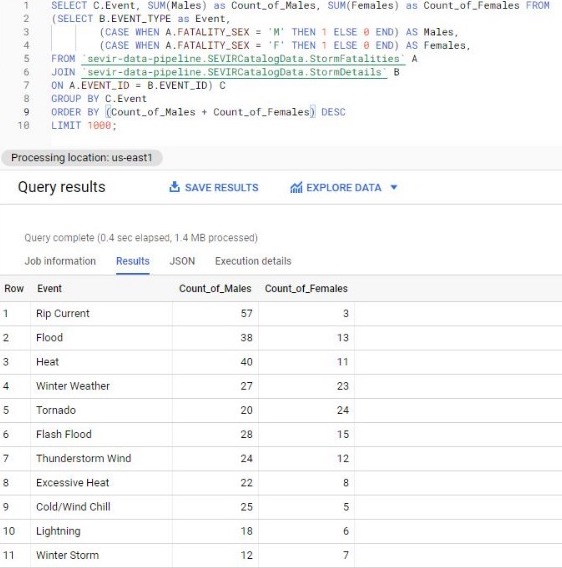 1 SELECT C.Event, SUM(Males) as Count_of_Males, SUM(Females) as Count_of_Females FROM
2 (SELECT B.EVENT_TYPE as Event,
3 (CASE WHEN A.FATALITY_SEX = 'M' THEN 1 ELSE 0 END) AS Males,
4 (CASE WHEN A.FATALITY_SEX = 'F' THEN 1 ELSE 0 END) AS Females,
5 FROM `sevir-data-pipeline.SEVIRCatalogData.StormFatalities` A
6 JOIN `sevir-data-pipeline.SEVIRCatalogData.StormDetails` B
7 ON A.EVENT_ID = B.EVENT_ID) C
8 GROUP BY C.Event
9 ORDER BY (Count_of_Males + Count_of_Females) DESC
10 LIMIT 1000;
Processing location: us-east1
Query results SAVE RESULTS EXPLORE DATA
Query complete (0.4 sec elapsed, 1.4 MB processed)
Job information Results JSON Execution details
Row Event Count_of_Males Count_of_Females
1 Rip Current 57 3
2 Flood 38 13
3 Heat 40 11
4 Winter Weather 27 23
5 Tornado 20 24
6 Flash Flood 28 15
7 Thunderstorm Wind 24 12
8 Excessive Heat 22 8
9 Cold/Wind Chill 25 5
10 Lightning 18 6
11 Winter Storm 12 7